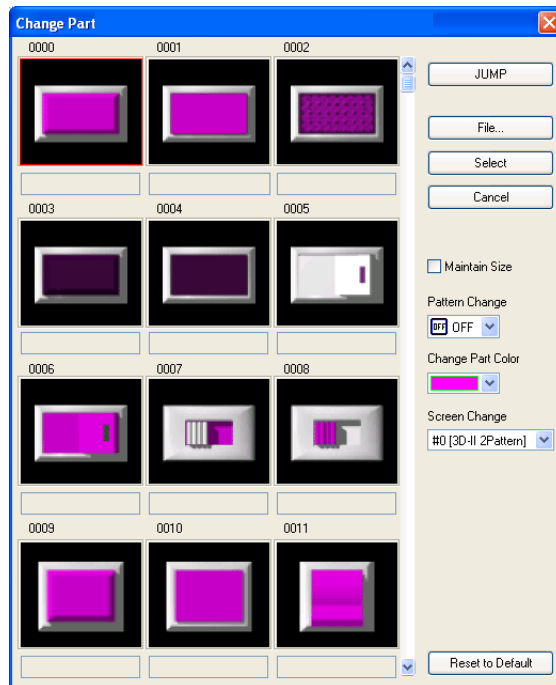 Change Part
0000 0001 0002
JUMP
File...
Select
Cancel
0003 0004 0005
Maintain Size
Pattern Change
OFF OFF
Change Part Color
0006 0007 0008
Screen Change
#0 [3D-II 2Pattern]
0009 0010 0011
Reset to Default